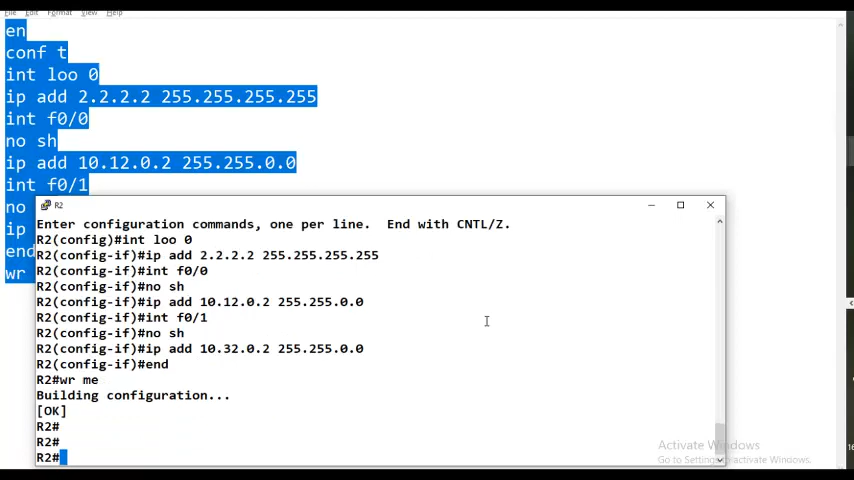 File Edit Format View Help
en
conf t
int loo 0
ip add 2.2.2.2 255.255.255.255
int f0/0
no sh
ip add 10.12.0.2 255.255.0.0
int f0/1
no
ip
end
wr
R2
Enter configuration commands, one per line.  End with CNTL/Z.
R2(config)#int loo 0
R2(config-if)#ip add 2.2.2.2 255.255.255.255
R2(config-if)#int f0/0
R2(config-if)#no sh
R2(config-if)#ip add 10.12.0.2 255.255.0.0
R2(config-if)#int f0/1
R2(config-if)#no sh
R2(config-if)#ip add 10.32.0.2 255.255.0.0
R2(config-if)#end
R2#wr me
Building configuration...
[OK]
R2#
R2#
R2#
Activate Windows
Go to Settings to activate Windows.